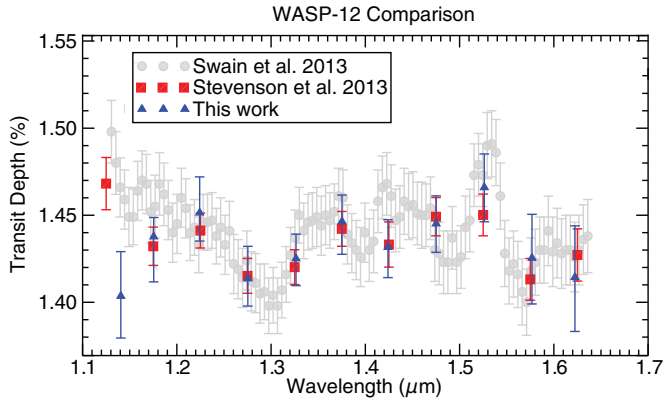 WASP-12 Comparison
1.55
1.50
1.45
1.40
Transit Depth (%)
Swain et al. 2013
Stevenson et al. 2013
This work
1.1 1.2 1.3 1.4 1.5 1.6 1.7
Wavelength (μm)